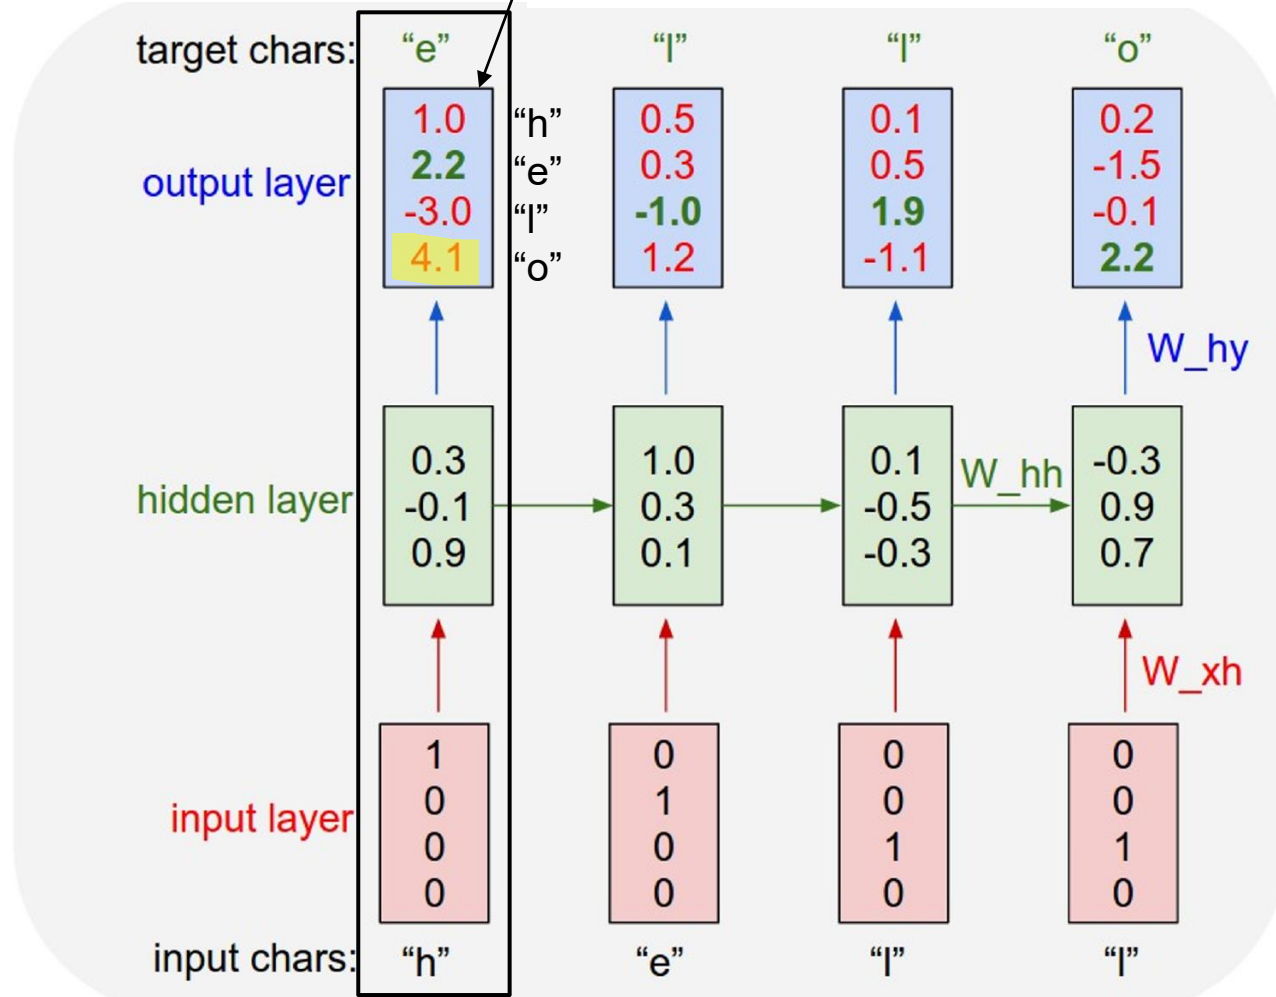 target chars: “e” “l” “l” “o”
1.0 “h” 0.5 0.1 0.2
2.2 “e” 0.3 0.5 -1.5
output layer
-3.0 “l” -1.0 1.9 -0.1
4.1 “o” 1.2 -1.1 2.2
W_hy
0.3 1.0 0.1 W_hh -0.3
hidden layer -0.1 0.3 -0.5 0.9
0.9 0.1 -0.3 0.7
W_xh
1 0 0 0
0 1 0 0
input layer
0 0 1 1
0 0 0 0
input chars: “h” “e” “l” “l”